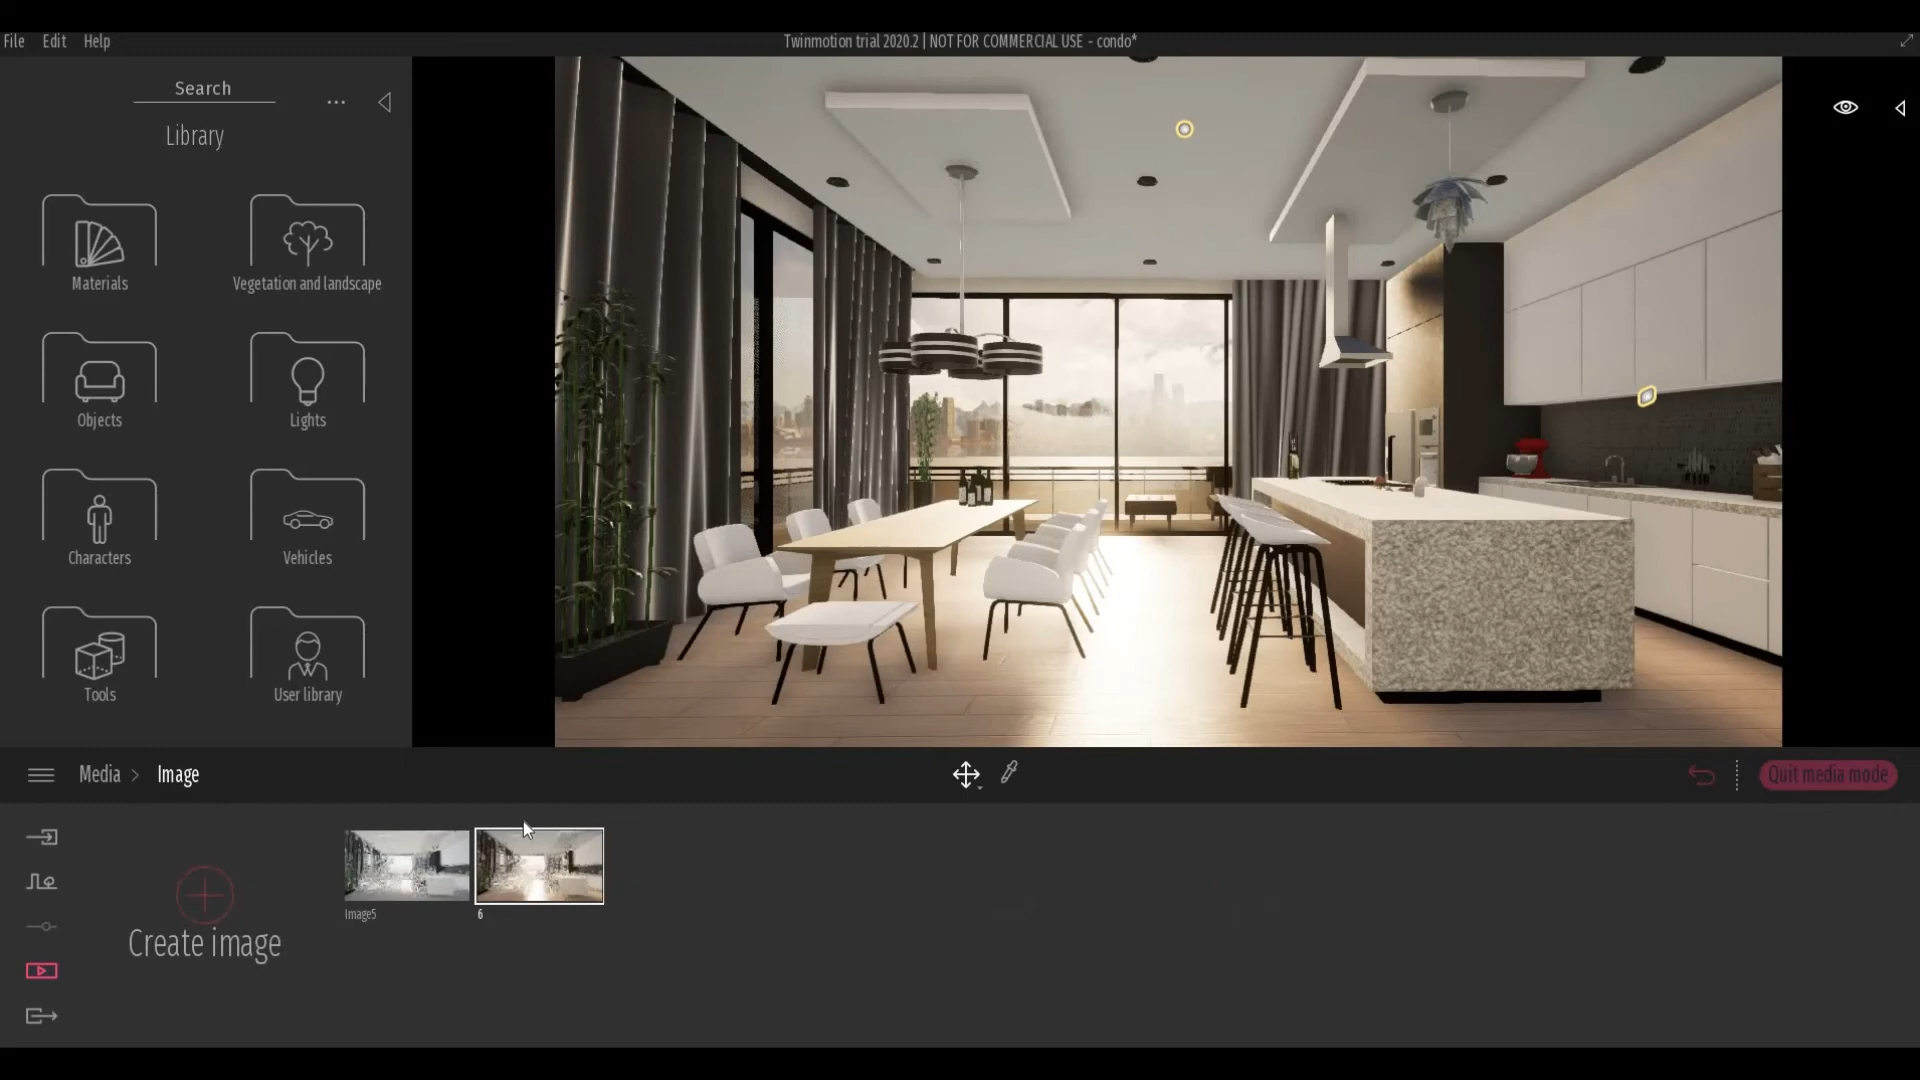 File Edit Help
Twinmotion trial 2020.2 | NOT FOR COMMERCIAL USE - condo*
Search
...
Library
Materials
Vegetation and landscape
Objects
Lights
Characters
Vehicles
Tools
User library
Media > Image
Quit media mode
Create image
Image5
6